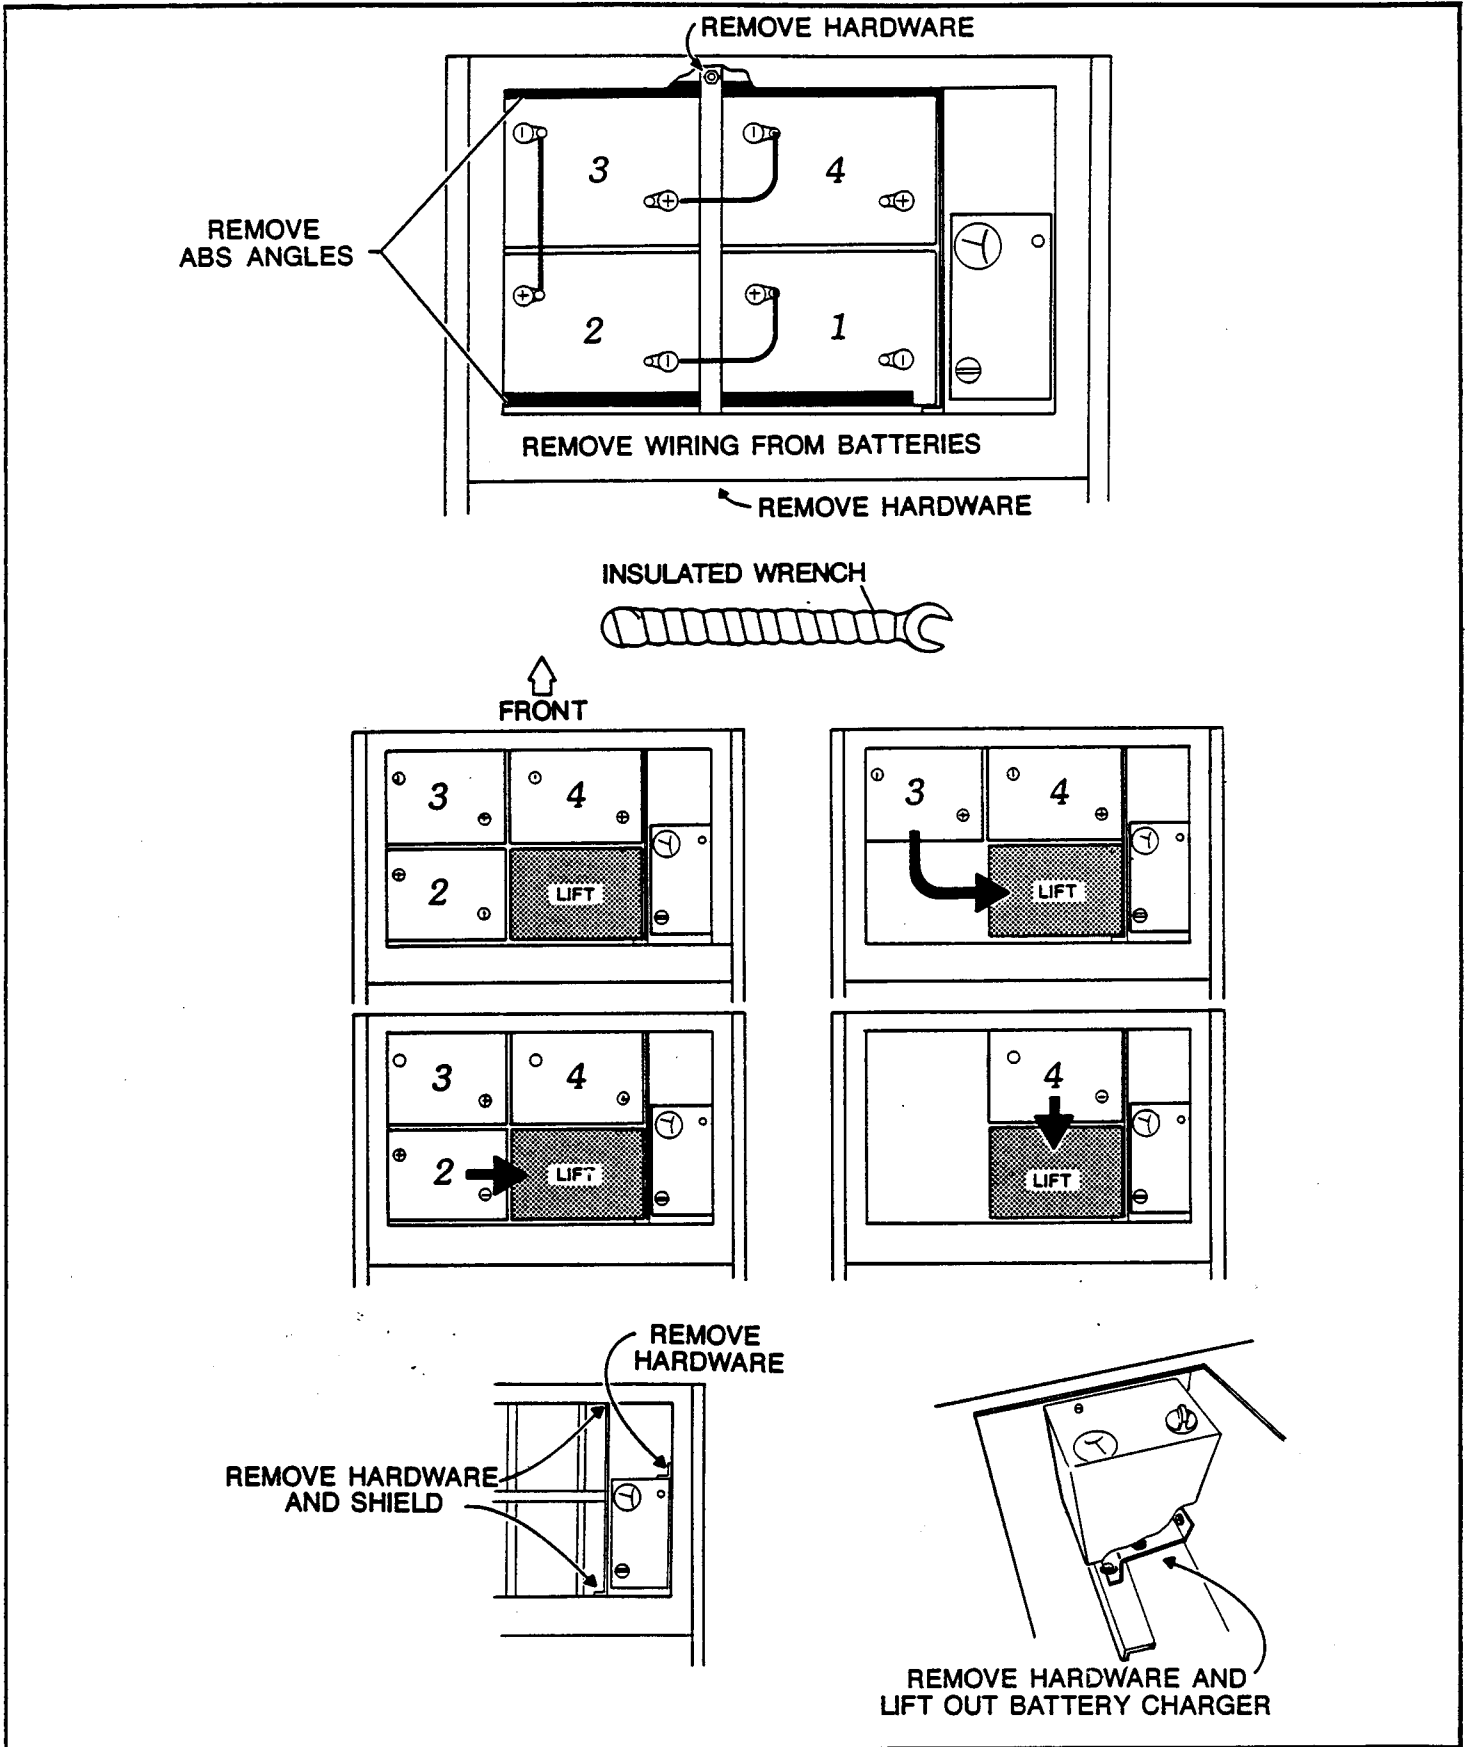 REMOVE HARDWARE
3
4
REMOVE
ABS ANGLES
2
1
REMOVE WIRING FROM BATTERIES
REMOVE HARDWARE
INSULATED WRENCH
FRONT
3
4
2
LIFT
3
4
LIFT
3
4
2
LIFT
4
LIFT
REMOVE
HARDWARE
REMOVE HARDWARE
AND SHIELD
REMOVE HARDWARE AND
LIFT OUT BATTERY CHARGER